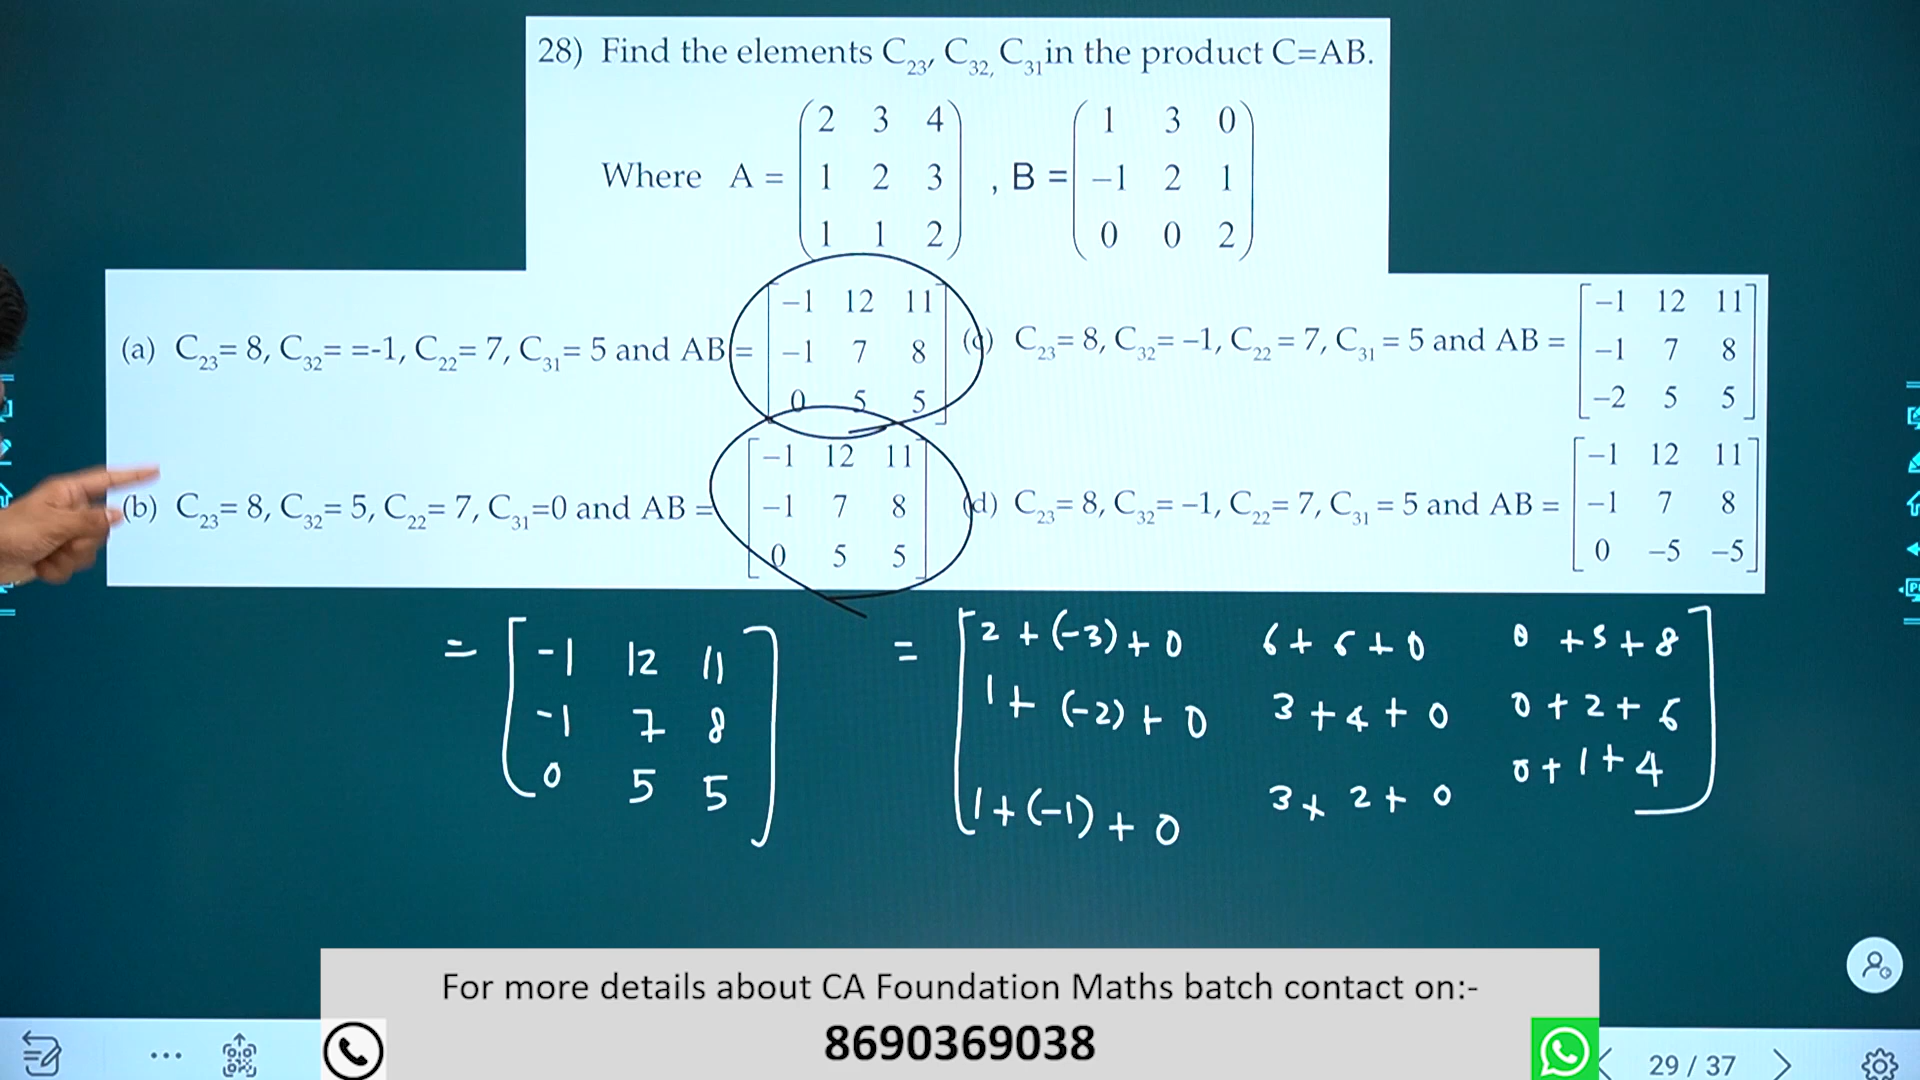 28) Find the elements C₂₃, C₃₂, C₃₁ in the product C=AB.
Where A = (2 3 4
1 2 3
1 1 2) , B = (1 3 0
−1 2 1
0 0 2)
(a) C₂₃= 8, C₃₂= =-1, C₂₂= 7, C₃₁= 5 and AB = [−1 12 11
−1 7 8
0 5 5]
(c) C₂₃= 8, C₃₂= −1, C₂₂ = 7, C₃₁ = 5 and AB = [−1 12 11
−1 7 8
−2 5 5]
(b) C₂₃= 8, C₃₂= 5, C₂₂= 7, C₃₁=0 and AB = [−1 12 11
−1 7 8
0 5 5]
(d) C₂₃= 8, C₃₂= −1, C₂₂= 7, C₃₁ = 5 and AB = [−1 12 11
−1 7 8
0 −5 −5]
= [-1 12 11
-1 7 8
0 5 5]
= [2 + (-3) + 0 6 + 6 + 0 0 + 3 + 8
1 + (-2) + 0 3 + 4 + 0 0 + 2 + 6
1 + (-1) + 0 3 + 2 + 0 0 + 1 + 4]
For more details about CA Foundation Maths batch contact on:-
8690369038
29 / 37